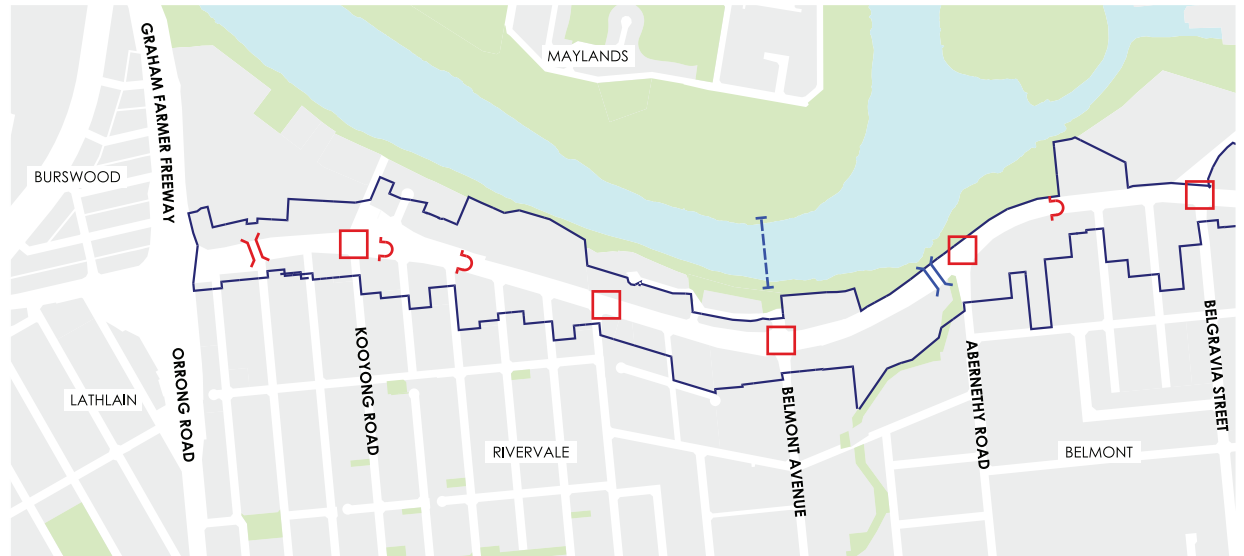 MAYLANDS
GRAHAM FARMER FREEWAY
BURSWOOD
ORRONG ROAD
KOOYONG ROAD
LATHLAIN
RIVERVALE
BELMONT AVENUE
ABERNETHY ROAD
BELMONT
BELGRAVIA STREET